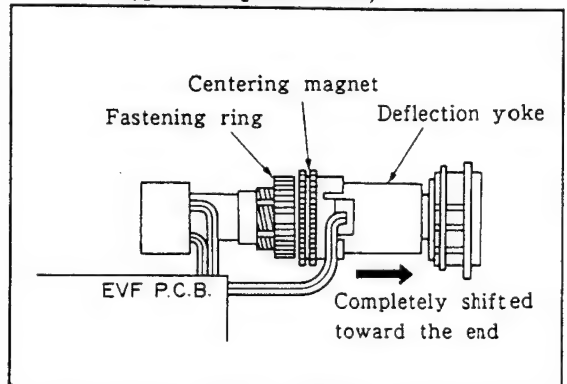 Centering magnet
Fastening ring
Deflection yoke
EVF P.C.B.
Completely shifted
toward the end